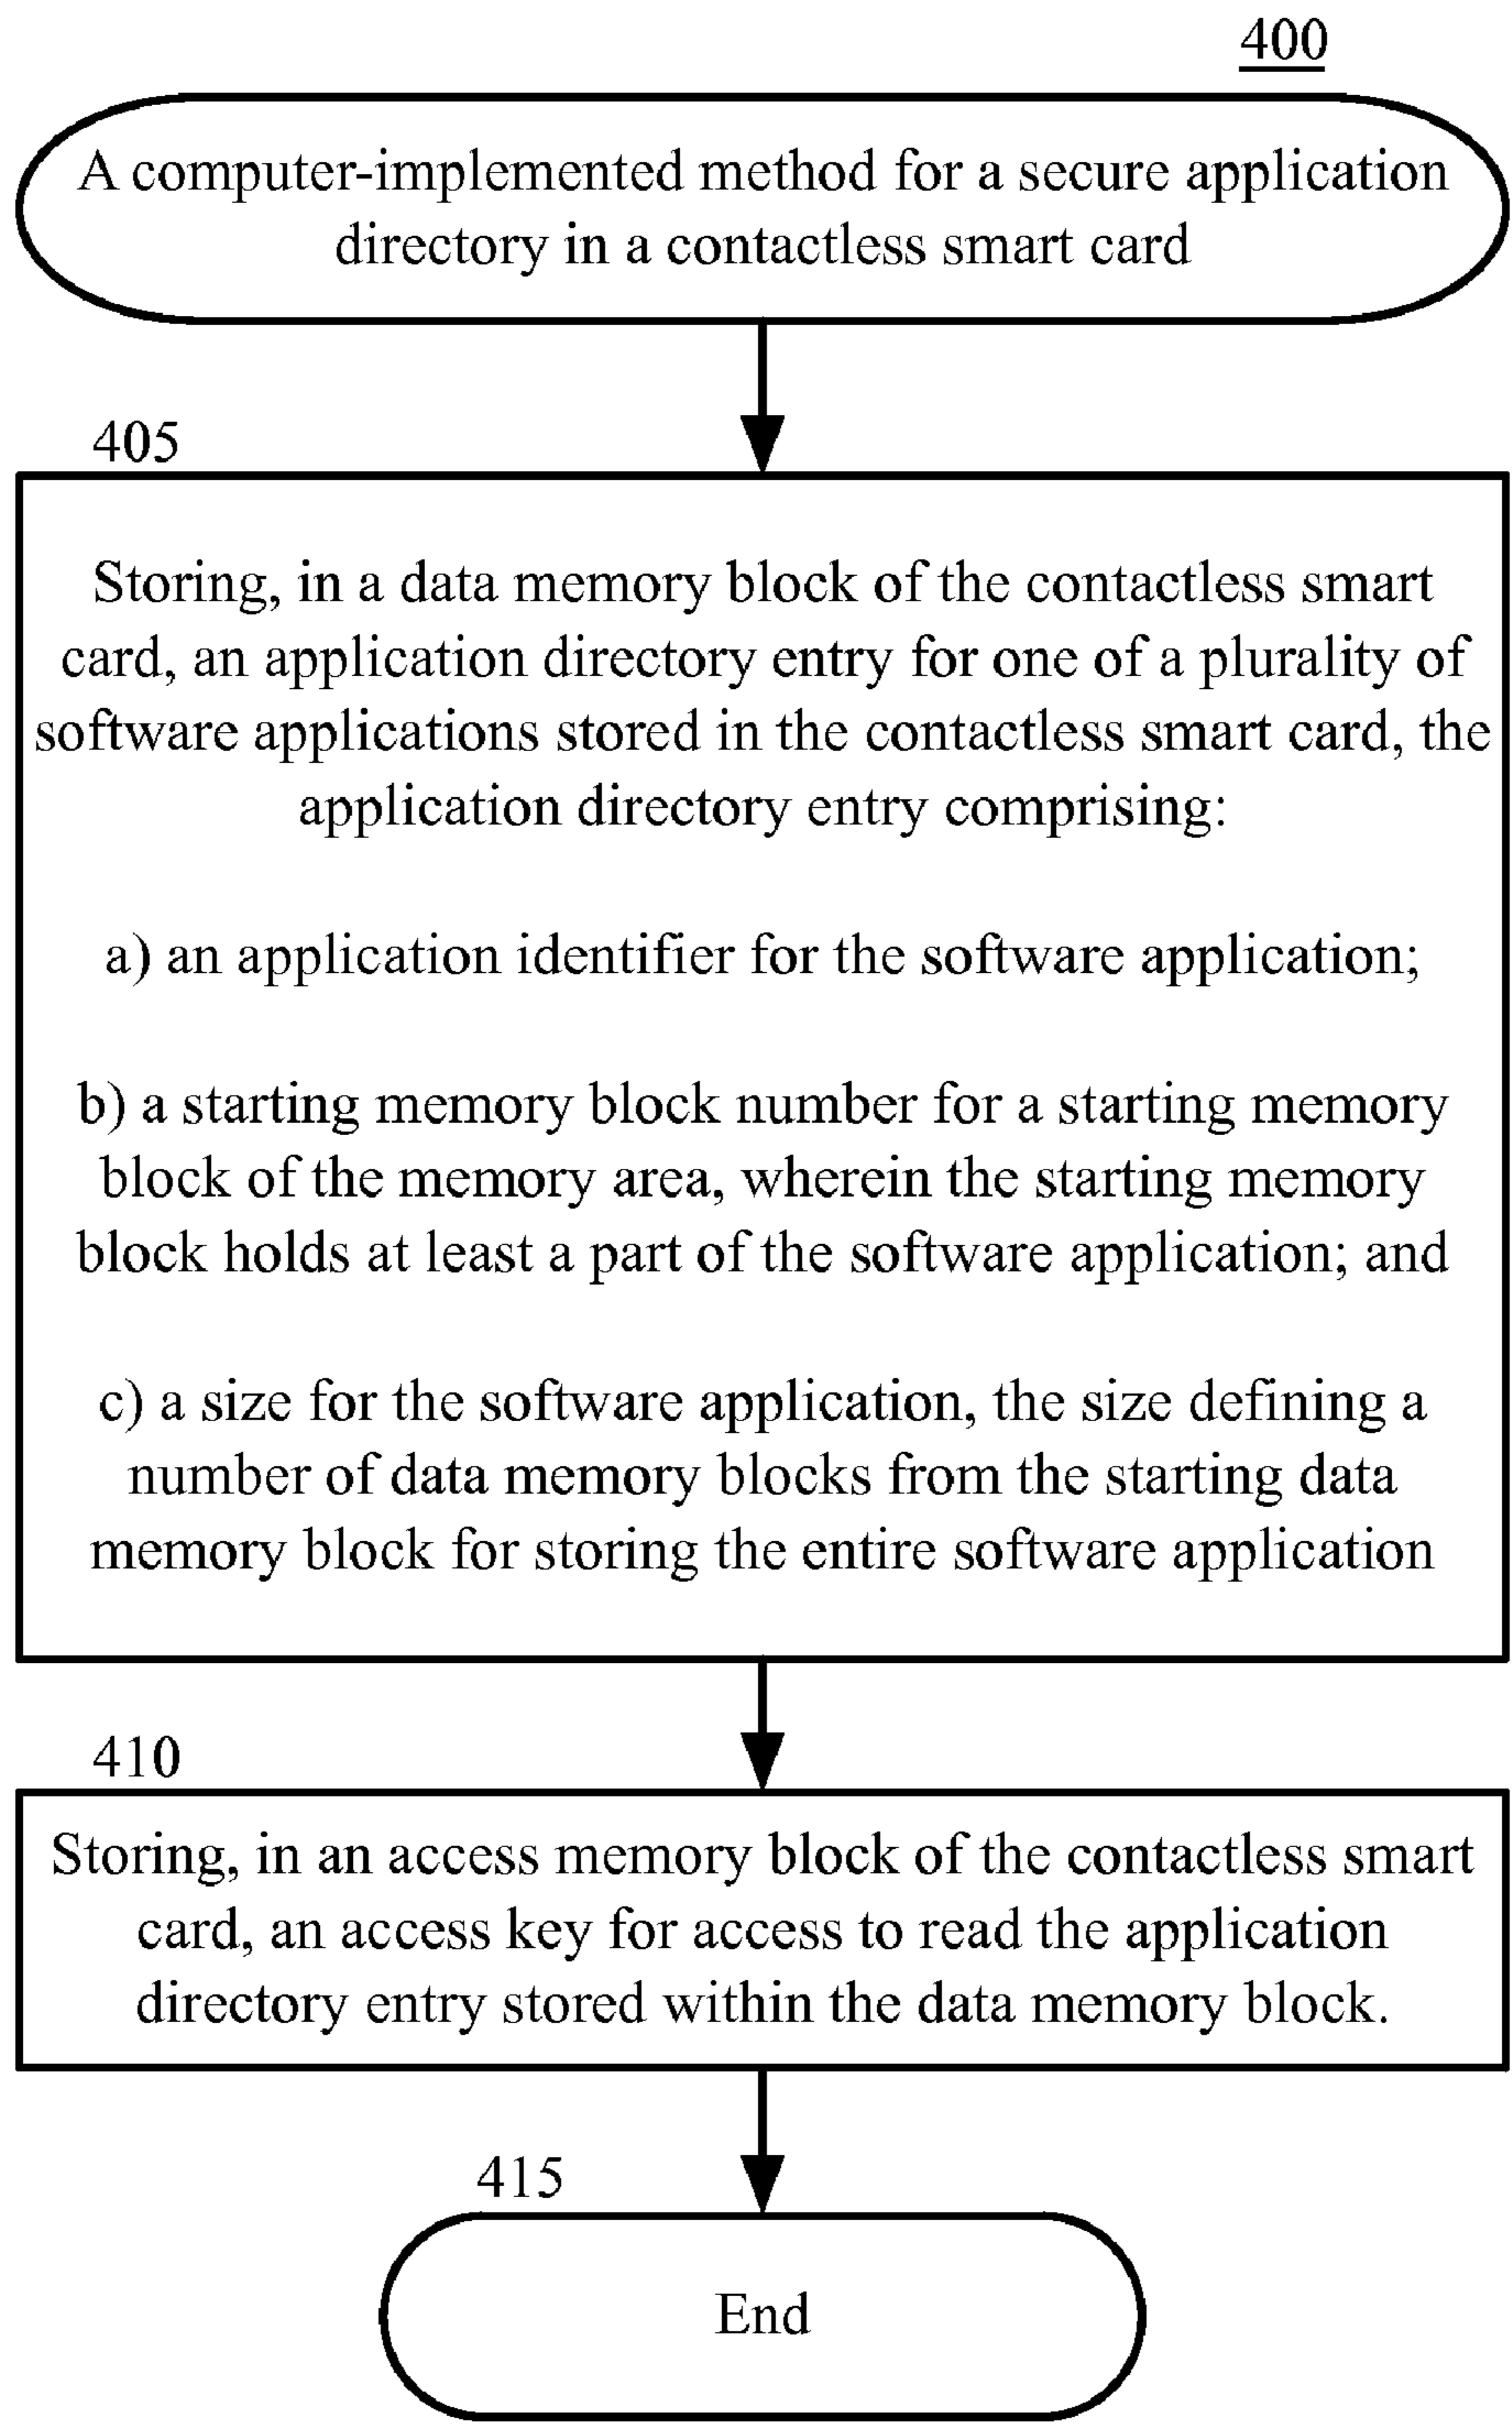 400
A computer-implemented method for a secure application
directory in a contactless smart card
405
Storing, in a data memory block of the contactless smart
card, an application directory entry for one of a plurality of
software applications stored in the contactless smart card, the
application directory entry comprising:
a) an application identifier for the software application;
b) a starting memory block number for a starting memory
block of the memory area, wherein the starting memory
block holds at least a part of the software application; and
c) a size for the software application, the size defining a
number of data memory blocks from the starting data
memory block for storing the entire software application
410
Storing, in an access memory block of the contactless smart
card, an access key for access to read the application
directory entry stored within the data memory block.
415
End